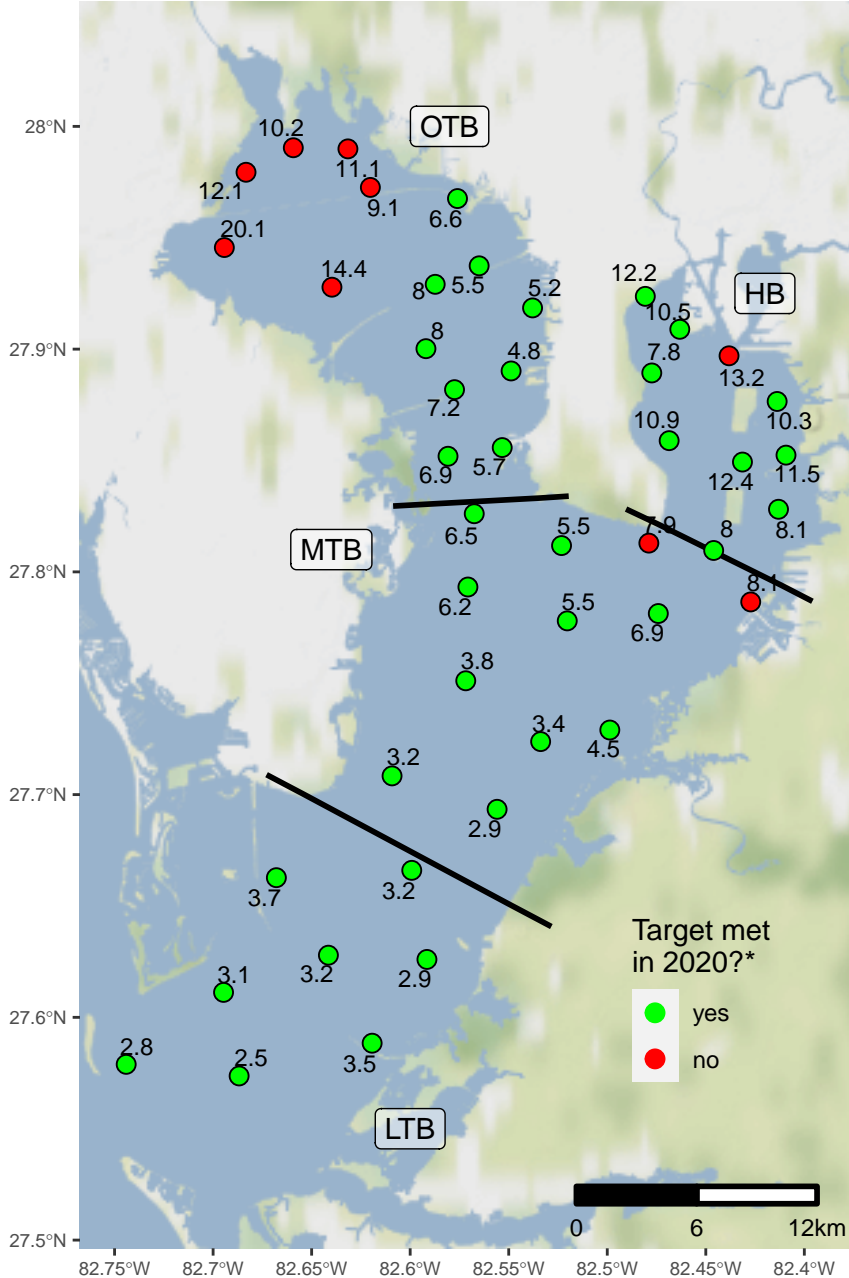 28°N
27.9°N
27.8°N
27.7°N
27.6°N
27.5°N
OTB
10.2
11.1
12.1
9.1
6.6
20.1
14.4
8
5.5
5.2
12.2
10.5
HB
8
4.8
7.8
13.2
7.2
10.9
10.3
6.9
5.7
12.4
11.5
6.5
5.5
7.9
8
8.1
MTB
6.2
5.5
6.9
8.1
3.8
3.4
4.5
3.2
2.9
3.7
3.2
3.2
2.9
3.1
2.8
2.5
3.5
LTB
Target met
in 2020?*
yes
no
0 6 12km
82.75°W 82.7°W 82.65°W 82.6°W 82.55°W 82.5°W 82.45°W 82.4°W